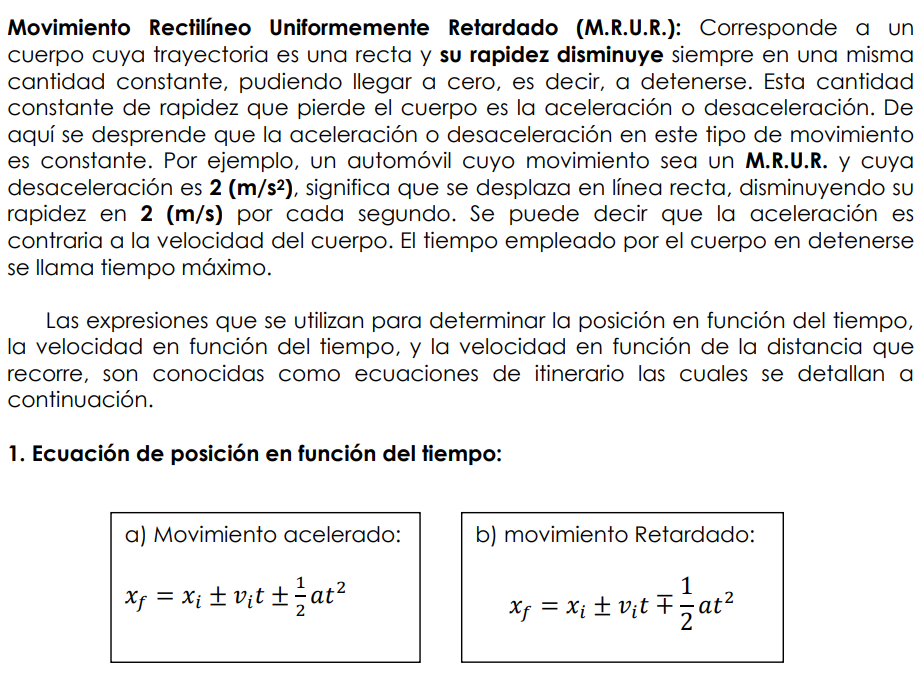 Movimiento Rectilíneo Uniformemente Retardado (M.R.U.R.): Corresponde a un
cuerpo cuya trayectoria es una recta y su rapidez disminuye siempre en una misma
cantidad constante, pudiendo llegar a cero, es decir, a detenerse. Esta cantidad
constante de rapidez que pierde el cuerpo es la aceleración o desaceleración. De
aquí se desprende que la aceleración o desaceleración en este tipo de movimiento
es constante. Por ejemplo, un automóvil cuyo movimiento sea un M.R.U.R. y cuya
desaceleración es 2 (m/s²), significa que se desplaza en línea recta, disminuyendo su
rapidez en 2 (m/s) por cada segundo. Se puede decir que la aceleración es
contraria a la velocidad del cuerpo. El tiempo empleado por el cuerpo en detenerse
se llama tiempo máximo.
Las expresiones que se utilizan para determinar la posición en función del tiempo,
la velocidad en función del tiempo, y la velocidad en función de la distancia que
recorre, son conocidas como ecuaciones de itinerario las cuales se detallan a
continuación.
1. Ecuación de posición en función del tiempo:
a) Movimiento acelerado:
x_f = x_i ± v_i t ± 1/2 at²
b) movimiento Retardado:
x_f = x_i ± v_i t ∓ 1/2 at²